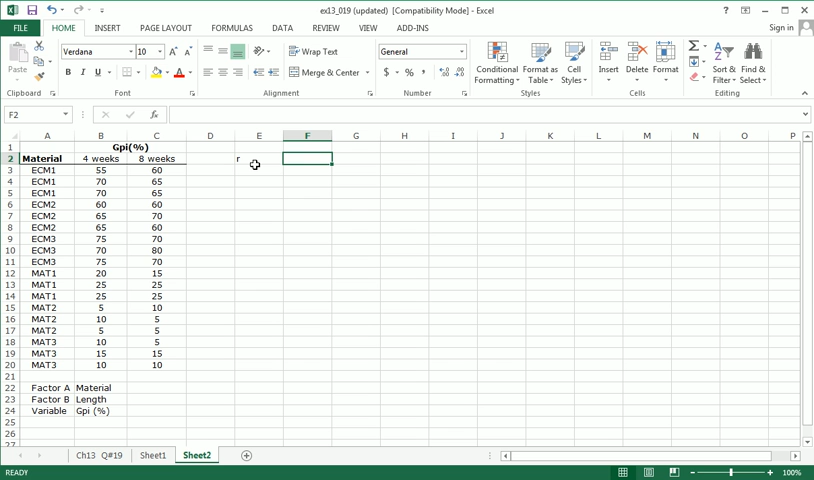 ex13_019 (updated) [Compatibility Mode] - Excel
FILE HOME INSERT PAGE LAYOUT FORMULAS DATA REVIEW VIEW ADD-INS Sign in
Paste Verdana 10 A A Wrap Text General Conditional Formatting Format as Table Cell Styles Insert Delete Format Sort & Filter Find & Select
B I U A Merge & Center $ % ,
Clipboard Font Alignment Number Styles Cells Editing
F2 fx
A B C D E F G H I J K L M N O P
1 Gpi(%)
2 Material 4 weeks 8 weeks r
3 ECM1 55 60
4 ECM1 70 65
5 ECM1 70 65
6 ECM2 60 60
7 ECM2 65 70
8 ECM2 65 60
9 ECM3 75 70
10 ECM3 70 80
11 ECM3 75 70
12 MAT1 20 15
13 MAT1 25 25
14 MAT1 25 25
15 MAT2 5 10
16 MAT2 10 5
17 MAT2 5 5
18 MAT3 10 5
19 MAT3 15 15
20 MAT3 10 10
21
22 Factor A Material
23 Factor B Length
24 Variable Gpi (%)
25
26
27
Ch13 Q#19 Sheet1 Sheet2
READY 100%